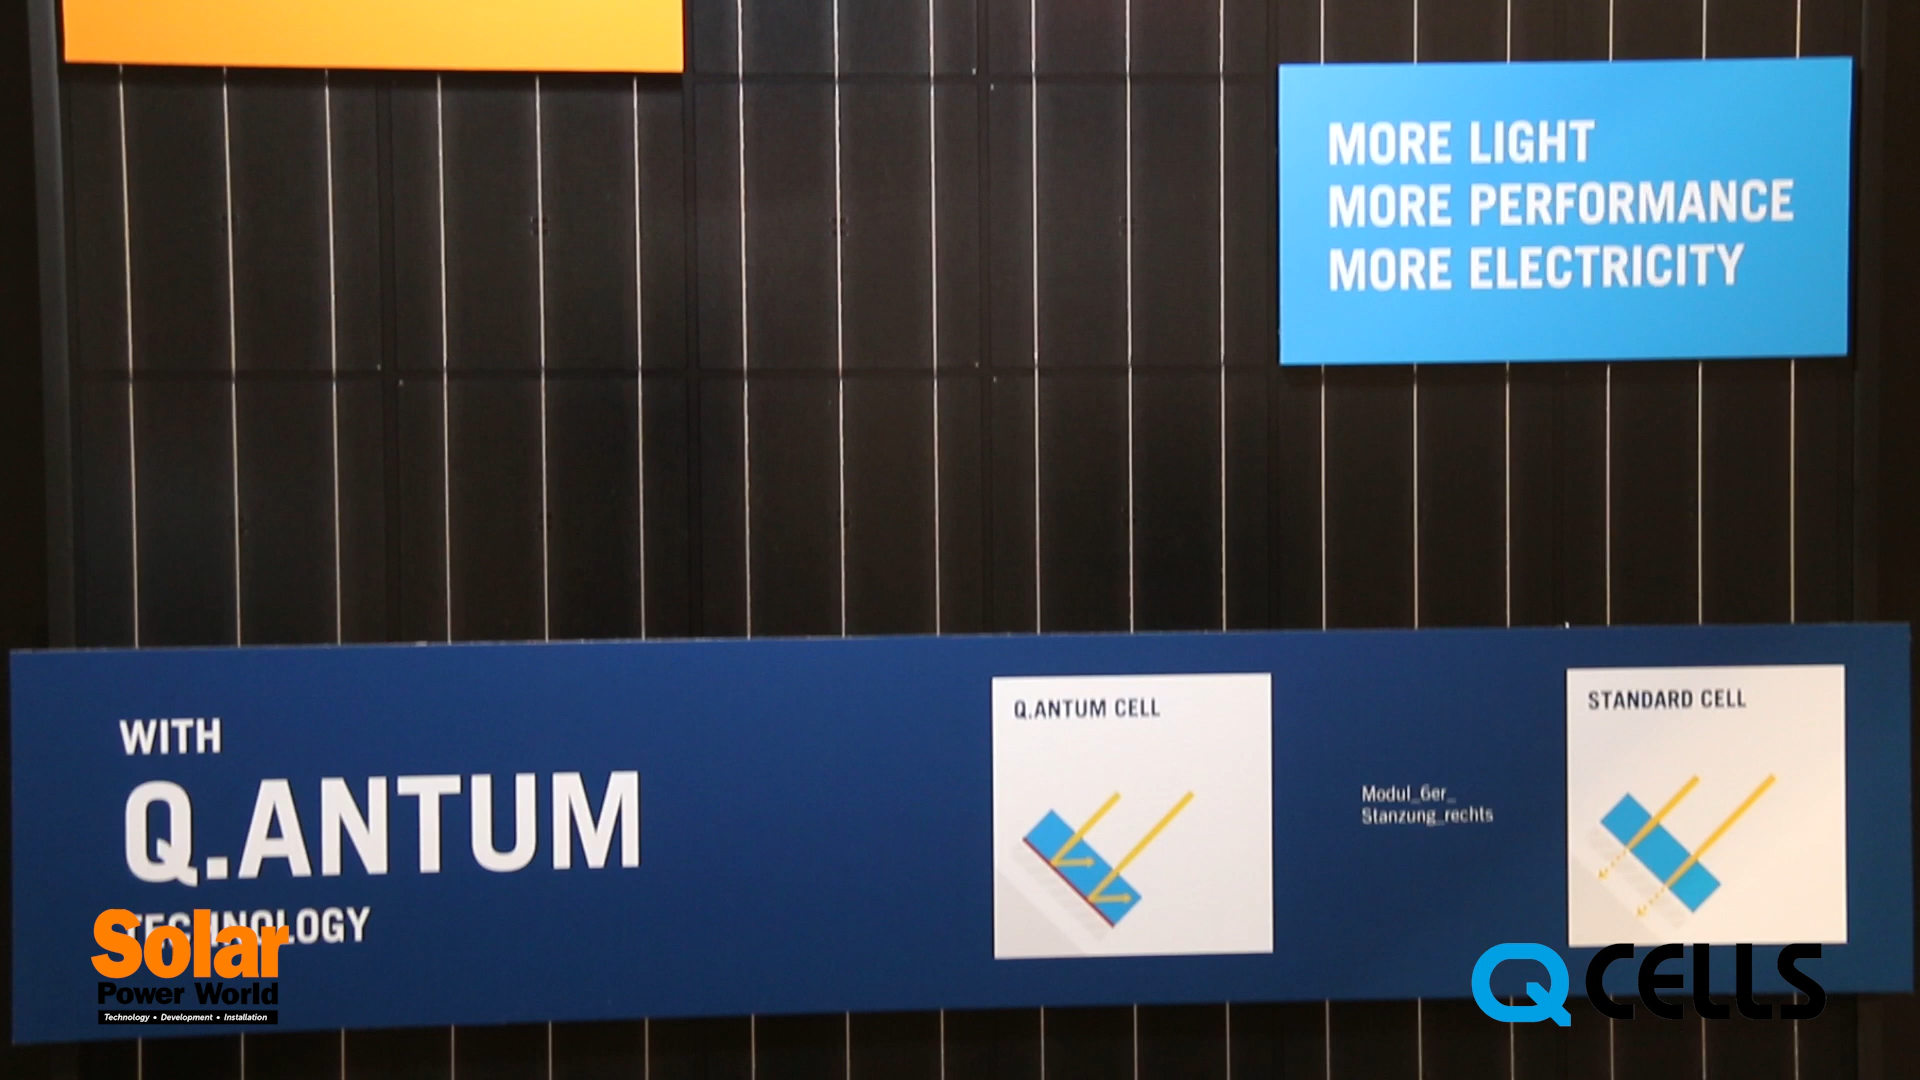 MORE LIGHT
MORE PERFORMANCE
MORE ELECTRICITY
WITH
Q.ANTUM
TECHNOLOGY
Q.ANTUM CELL
Modul_6er_
Stanzung_rechts
STANDARD CELL
Solar
Power World
Technology • Development • Installation
Q CELLS